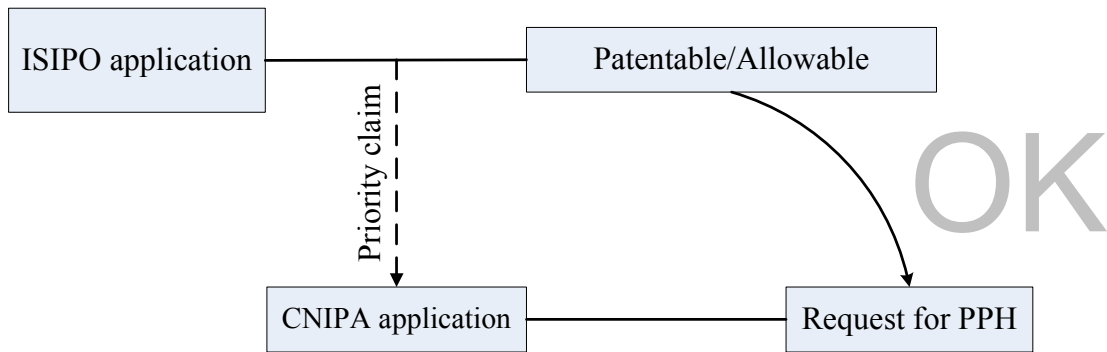 ISIPO application
Patentable/Allowable
Priority claim
OK
CNIPA application
Request for PPH